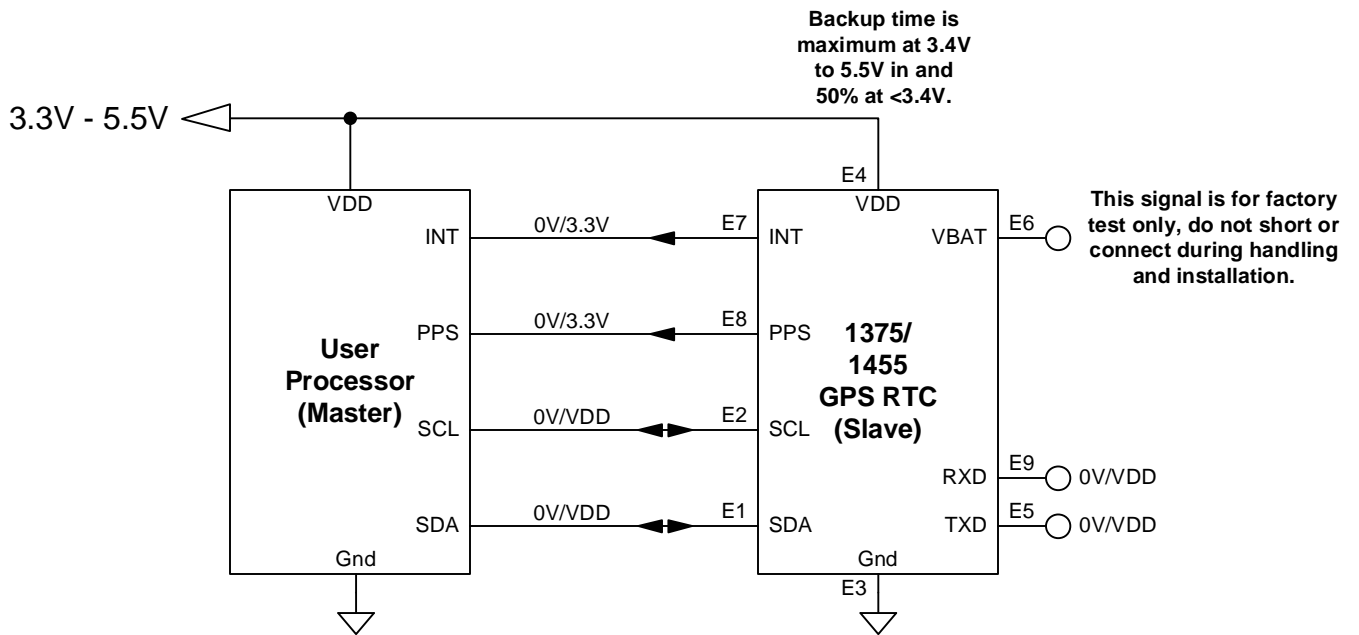 Backup time is
maximum at 3.4V
to 5.5V in and
50% at <3.4V.
3.3V - 5.5V
E4
VDD
VDD
This signal is for factory
test only, do not short or
connect during handling
and installation.
INT
0V/3.3V
E7
INT
VBAT
E6
PPS
0V/3.3V
E8
PPS
User
Processor
(Master)
1375/
1455
GPS RTC
(Slave)
SCL
0V/VDD
E2
SCL
RXD
E9
0V/VDD
SDA
0V/VDD
E1
SDA
TXD
E5
0V/VDD
Gnd
Gnd
E3